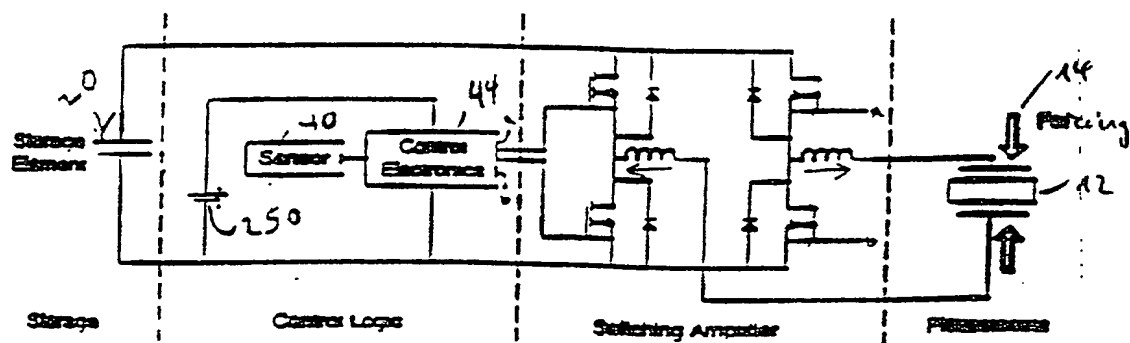 20
Storage
Element
40
Sensor
44
Control
Electronics
250
14
Forcing
12
Storage
Control Logic
Switching Amplifier